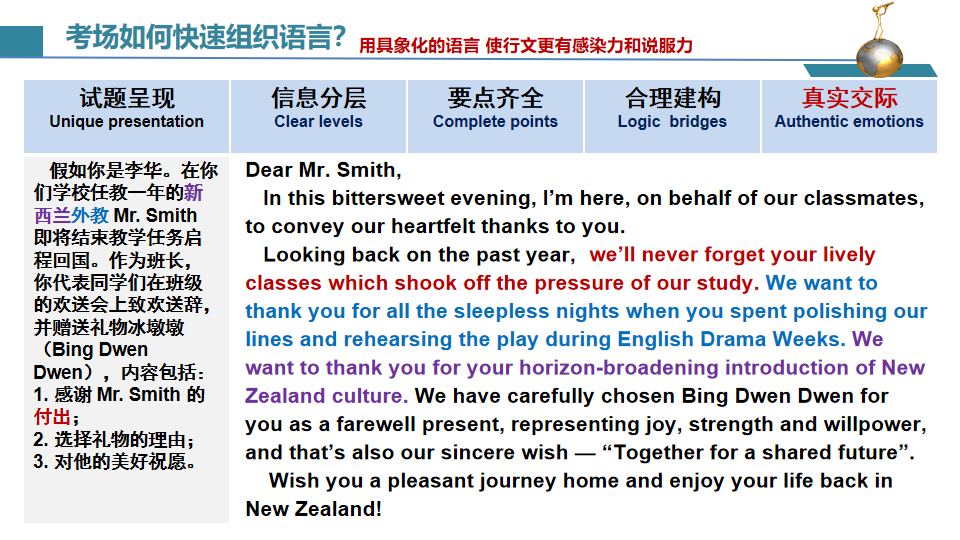 考场如何快速组织语言? 用具象化的语言 使行文更有感染力和说服力
试题呈现
Unique presentation
信息分层
Clear levels
要点齐全
Complete points
合理建构
Logic bridges
真实交际
Authentic emotions
假如你是李华。在你
们学校任教一年的新
西兰外教 Mr. Smith
即将结束教学任务启
程回国。作为班长，
你代表同学们在班级
的欢送会上致欢送辞，
并赠送礼物冰墩墩
（Bing Dwen
Dwen），内容包括：
1. 感谢 Mr. Smith 的
付出；
2. 选择礼物的理由；
3. 对他的美好祝愿。
Dear Mr. Smith,
In this bittersweet evening, I’m here, on behalf of our classmates,
to convey our heartfelt thanks to you.
Looking back on the past year, we’ll never forget your lively
classes which shook off the pressure of our study. We want to
thank you for all the sleepless nights when you spent polishing our
lines and rehearsing the play during English Drama Weeks. We
want to thank you for your horizon-broadening introduction of New
Zealand culture. We have carefully chosen Bing Dwen Dwen for
you as a farewell present, representing joy, strength and willpower,
and that’s also our sincere wish — “Together for a shared future”.
Wish you a pleasant journey home and enjoy your life back in
New Zealand!